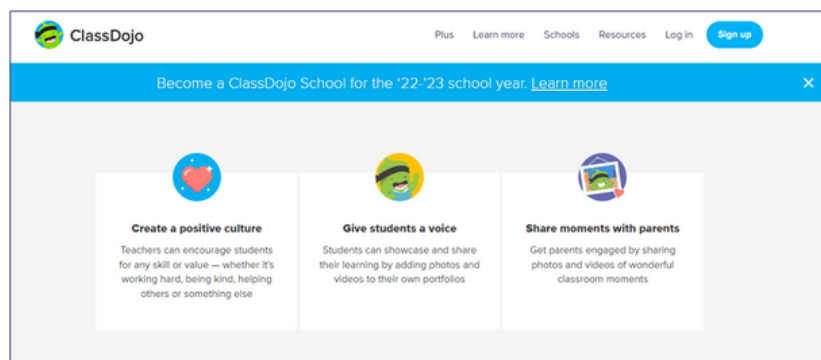 ClassDojo
Plus Learn more Schools Resources Log in Sign up
Become a ClassDojo School for the ‘22-’23 school year. Learn more
Create a positive culture
Teachers can encourage students
for any skill or value — whether it's
working hard, being kind, helping
others or something else
Give students a voice
Students can showcase and share
their learning by adding photos and
videos to their own portfolios
Share moments with parents
Get parents engaged by sharing
photos and videos of wonderful
classroom moments